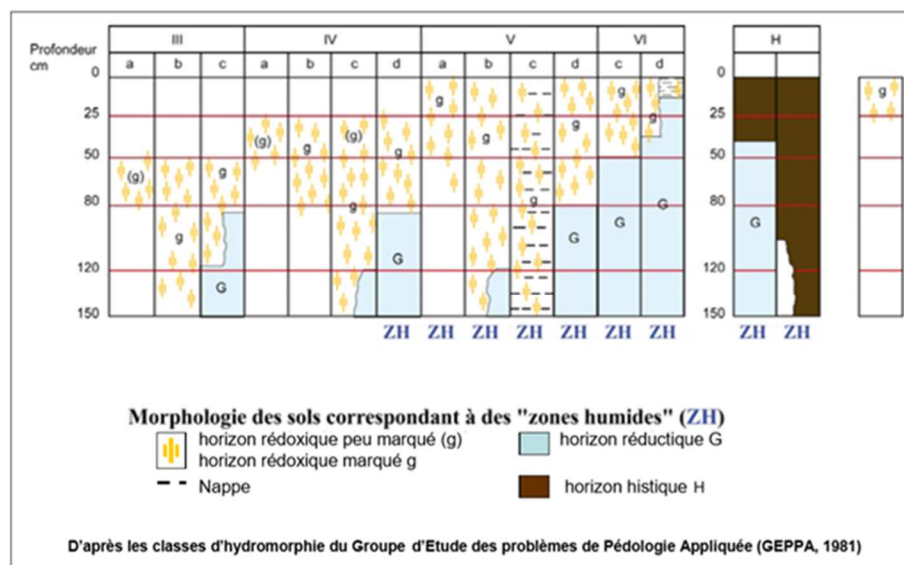 Profondeur
cm
III IV V VI H
a b c a b c d a b c d c d
0 0
g g g
25 25
(g) g (g) g g g g
50 50
(g) g g g
80 80
g g G G G G
120 120
G
150 150
ZH ZH ZH ZH ZH ZH ZH ZH ZH
Morphologie des sols correspondant à des "zones humides" (ZH)
horizon rédoxique peu marqué (g) horizon réductique G
horizon rédoxique marqué g
Nappe horizon histique H
D'après les classes d'hydromorphie du Groupe d'Etude des problèmes de Pédologie Appliquée (GEPPA, 1981)